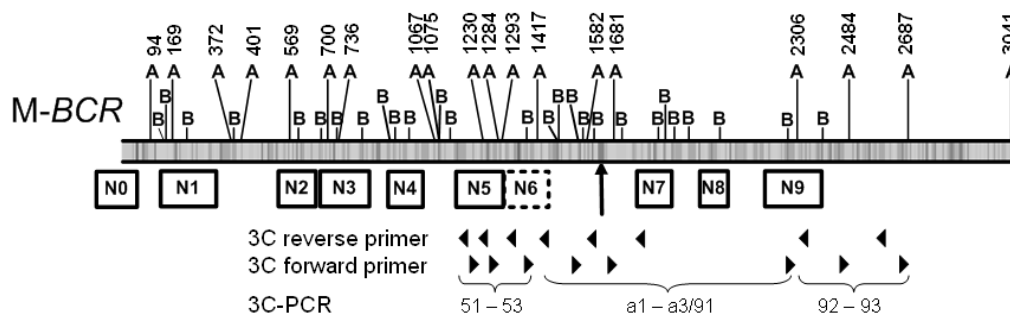 94 169 372 401 569 700 736 1067 1075 1230 1284 1293 1417 1582 1681 2306 2484 2687 3041
A A A A A A A A A A A A A A A A A A A
B B B B B B B B B B B B B B B B B B B B B B B B B B B
M-BCR
N0 N1 N2 N3 N4 N5 N6 N7 N8 N9
3C reverse primer
3C forward primer
3C-PCR 51 – 53 a1 – a3/91 92 – 93